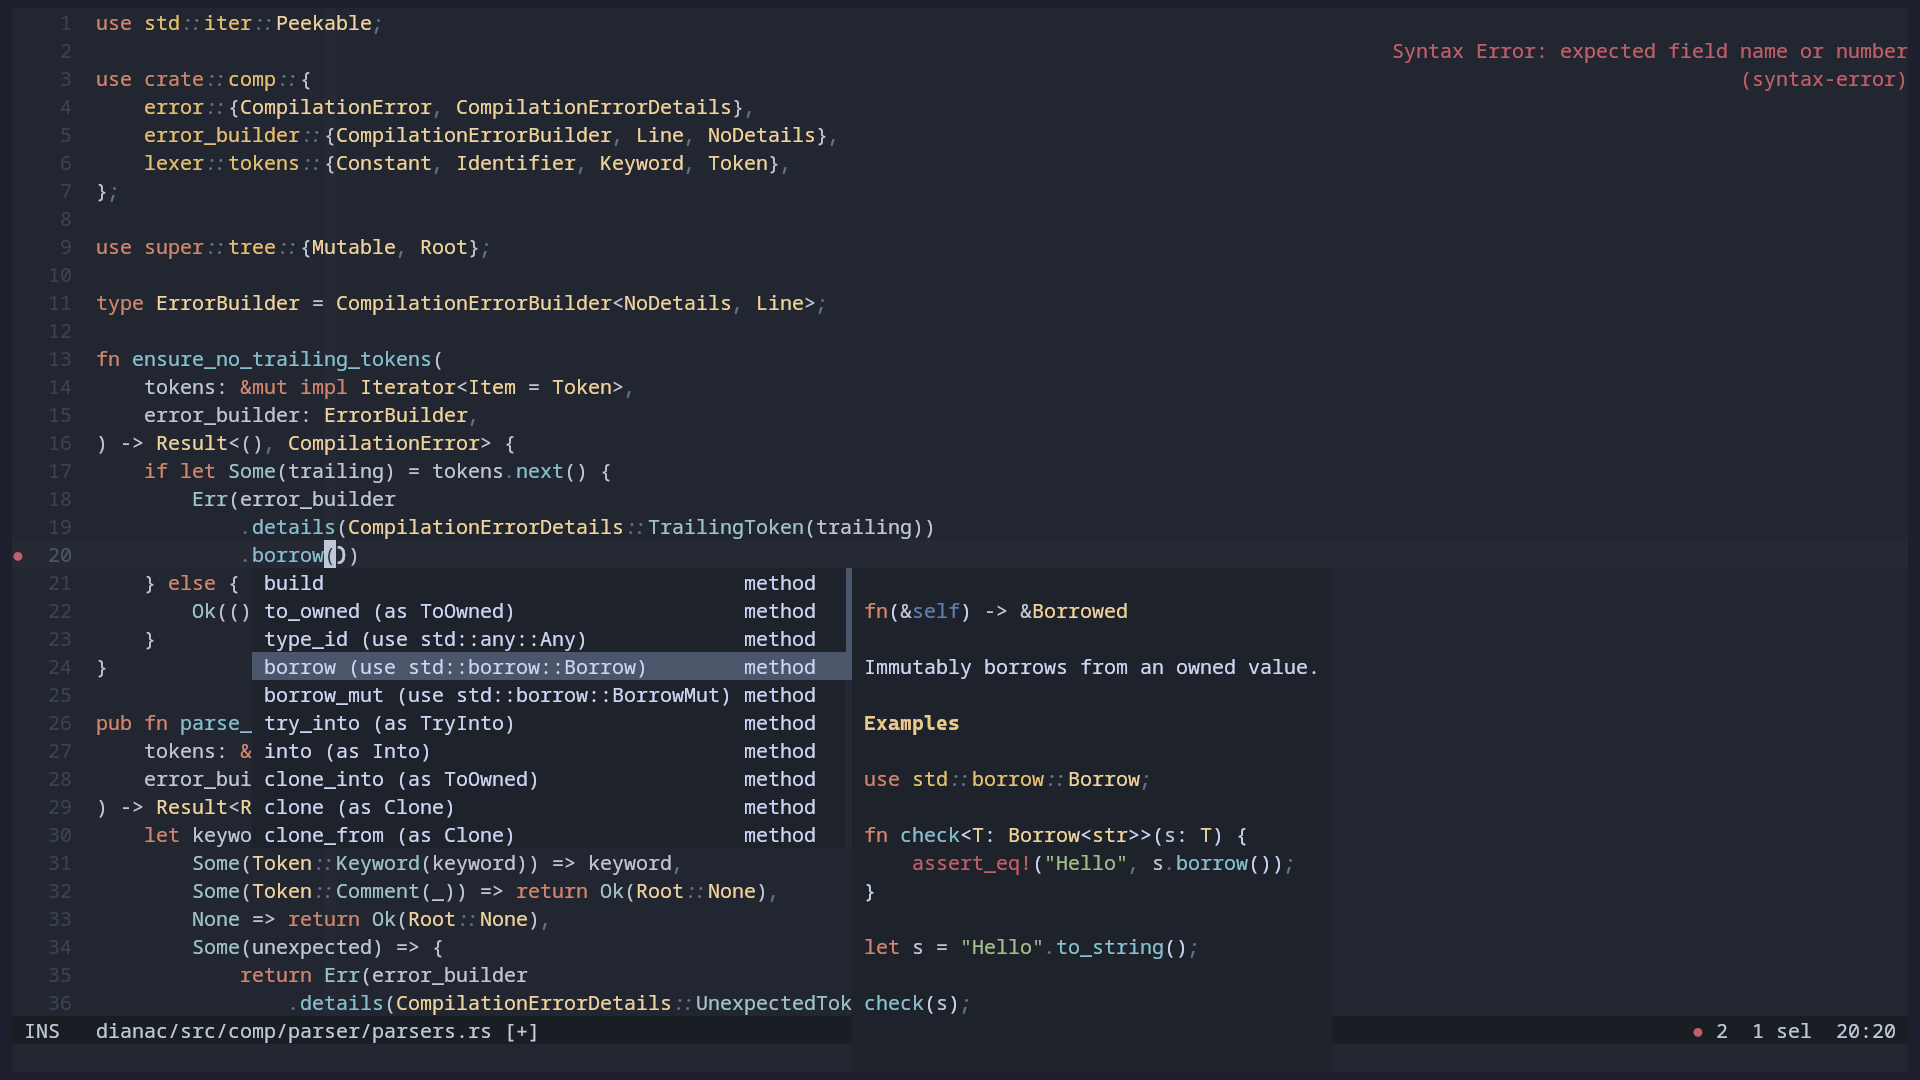 1 use std::iter::Peekable;
2
Syntax Error: expected field name or number
3 use crate::comp::{
(syntax-error)
4     error::{CompilationError, CompilationErrorDetails},
5     error_builder::{CompilationErrorBuilder, Line, NoDetails},
6     lexer::tokens::{Constant, Identifier, Keyword, Token},
7 };
8
9 use super::tree::{Mutable, Root};
10
11 type ErrorBuilder = CompilationErrorBuilder<NoDetails, Line>;
12
13 fn ensure_no_trailing_tokens(
14     tokens: &mut impl Iterator<Item = Token>,
15     error_builder: ErrorBuilder,
16 ) -> Result<(), CompilationError> {
17     if let Some(trailing) = tokens.next() {
18         Err(error_builder
19             .details(CompilationErrorDetails::TrailingToken(trailing))
● 20             .borrow())
21     } else {
22         Ok(()
23     }
24 }
25
26 pub fn parse_
27     tokens: &
28     error_bui
29 ) -> Result<R
30     let keywo
31         Some(Token::Keyword(keyword)) => keyword,
32         Some(Token::Comment(_)) => return Ok(Root::None),
33         None => return Ok(Root::None),
34         Some(unexpected) => {
35             return Err(error_builder
36                 .details(CompilationErrorDetails::UnexpectedTok
build method
to_owned (as ToOwned) method
type_id (use std::any::Any) method
borrow (use std::borrow::Borrow) method
borrow_mut (use std::borrow::BorrowMut) method
try_into (as TryInto) method
into (as Into) method
clone_into (as ToOwned) method
clone (as Clone) method
clone_from (as Clone) method
fn(&self) -> &Borrowed
Immutably borrows from an owned value.
Examples
use std::borrow::Borrow;
fn check<T: Borrow<str>>(s: T) {
    assert_eq!("Hello", s.borrow());
}
let s = "Hello".to_string();
check(s);
INS dianac/src/comp/parser/parsers.rs [+] ● 2 1 sel 20:20